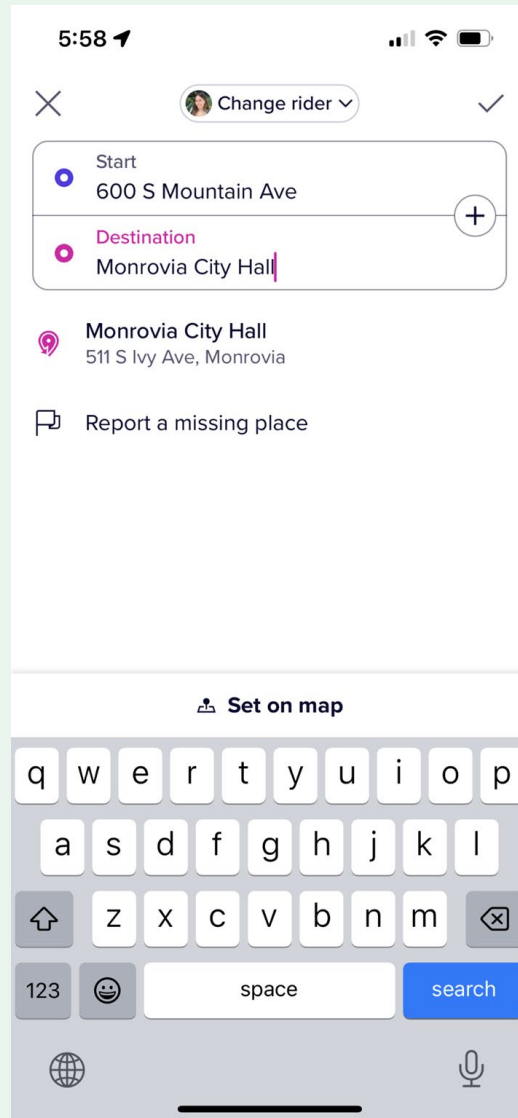 5:58
Change rider
Start
600 S Mountain Ave
Destination
Monrovia City Hall
Monrovia City Hall
511 S Ivy Ave, Monrovia
Report a missing place
Set on map
q w e r t y u i o p
a s d f g h j k l
z x c v b n m
123 space search